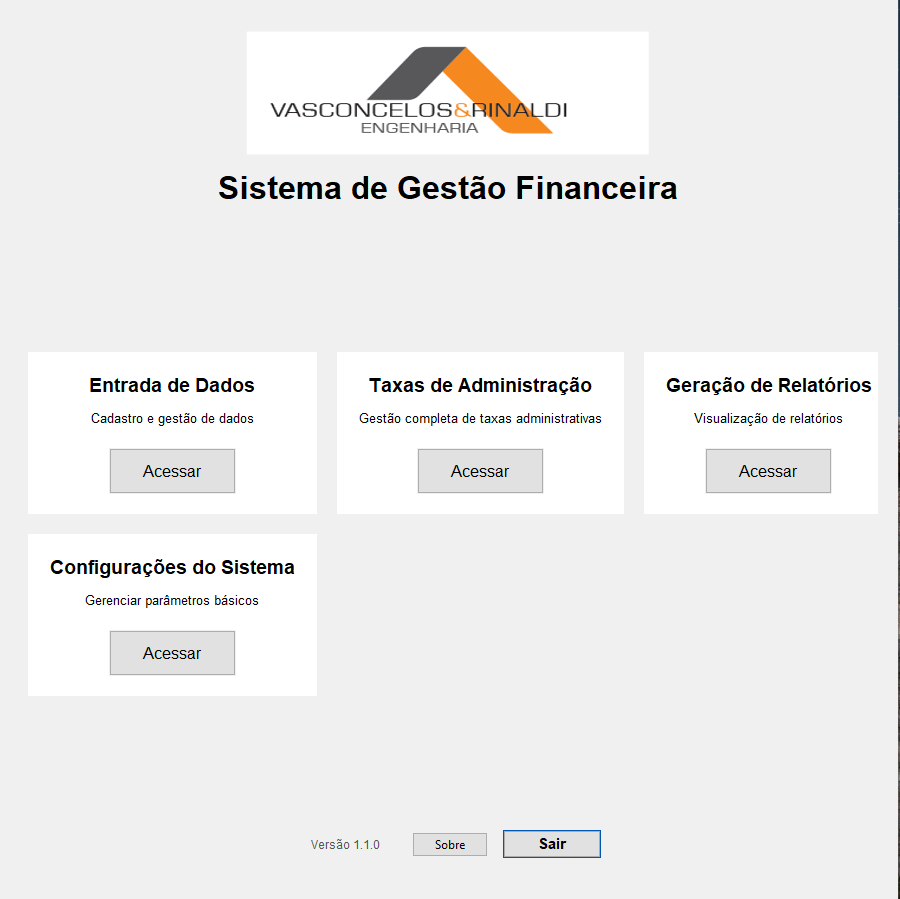 VASCONCELOS&RINALDI
ENGENHARIA
Sistema de Gestão Financeira
Entrada de Dados
Cadastro e gestão de dados
Acessar
Taxas de Administração
Gestão completa de taxas administrativas
Acessar
Geração de Relatórios
Visualização de relatórios
Acessar
Configurações do Sistema
Gerenciar parâmetros básicos
Acessar
Versão 1.1.0
Sobre
Sair